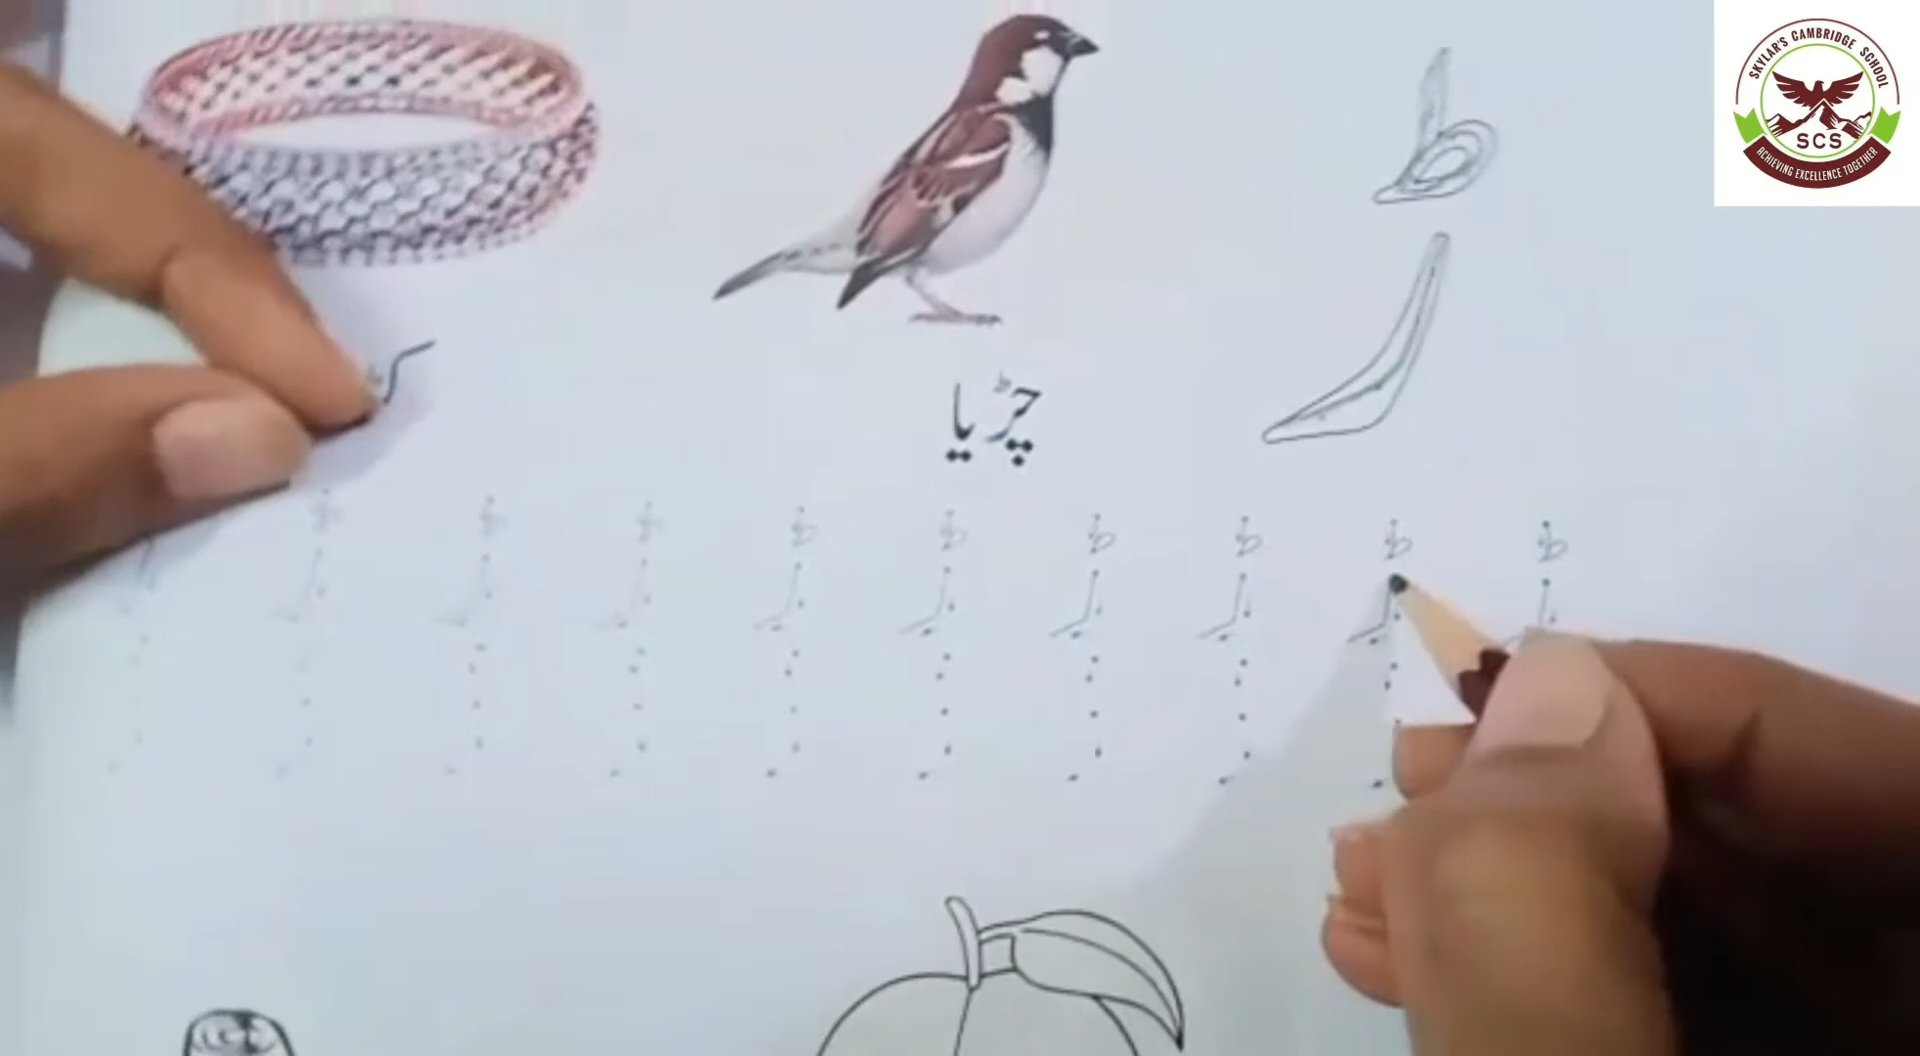 SKYLAR'S CAMBRIDGE SCHOOL
SCS
ACHIEVING EXCELLENCE TOGETHER
ڑ
چڑیا
ڑ ڑ ڑ ڑ ڑ ڑ ڑ ڑ ڑ